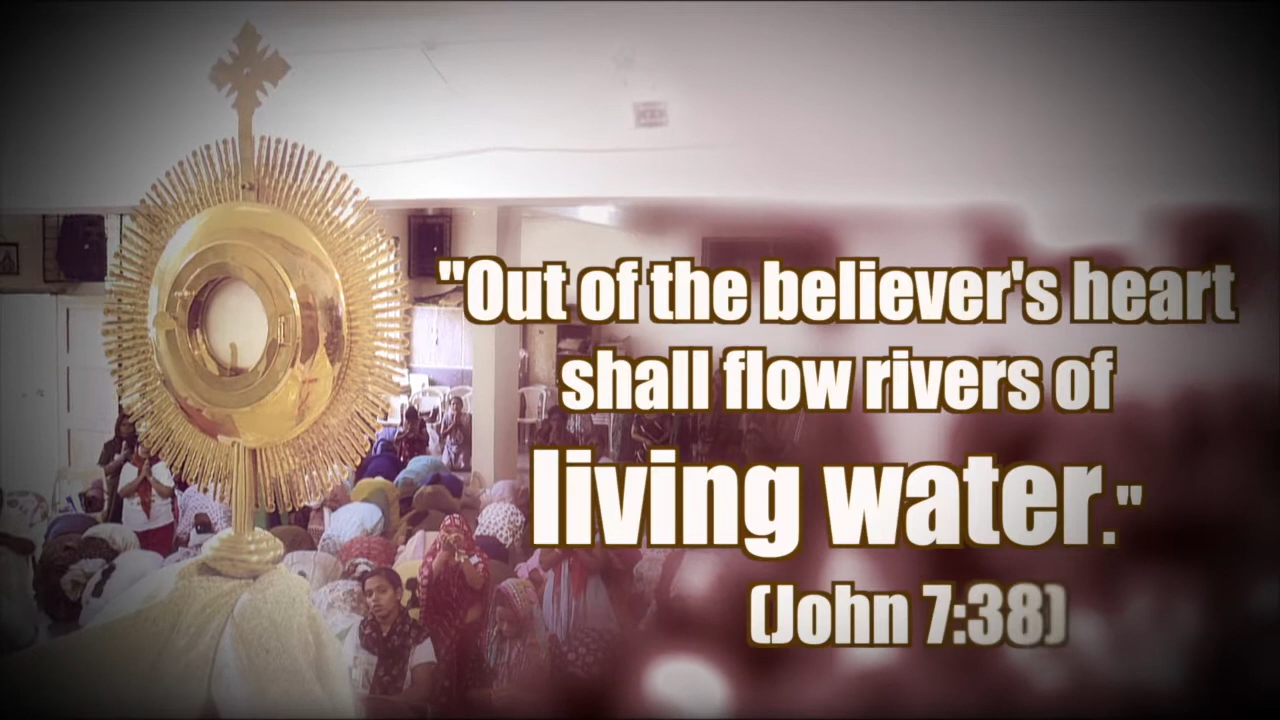 "Out of the believer's heart
shall flow rivers of
living water."
(John 7:38)